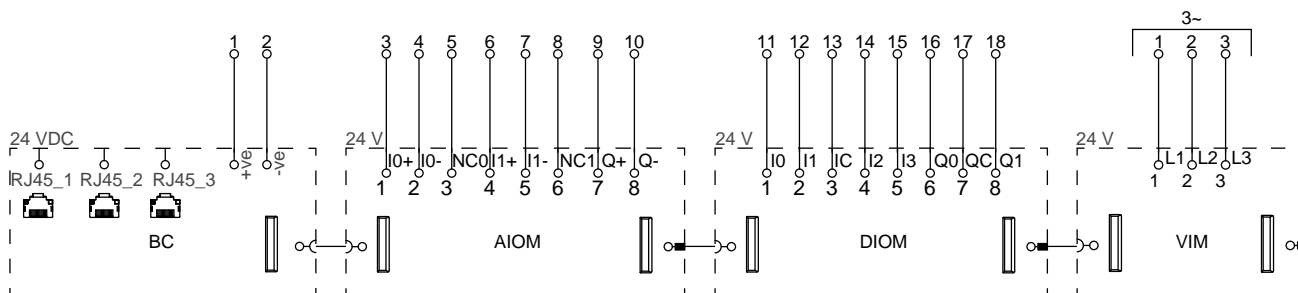 3~
1 2 3 4 5 6 7 8 9 10 11 12 13 14 15 16 17 18 1 2 3
24 VDC +ve -ve 24 V 24 V 24 V
I0+ I0- NC0 I1+ I1- NC1 Q+ Q- I0 I1 IC I2 I3 Q0 QC Q1 L1 L2 L3
RJ45_1 RJ45_2 RJ45_3 1 2 3 4 5 6 7 8 1 2 3 4 5 6 7 8 1 2 3
BC AIOM DIOM VIM